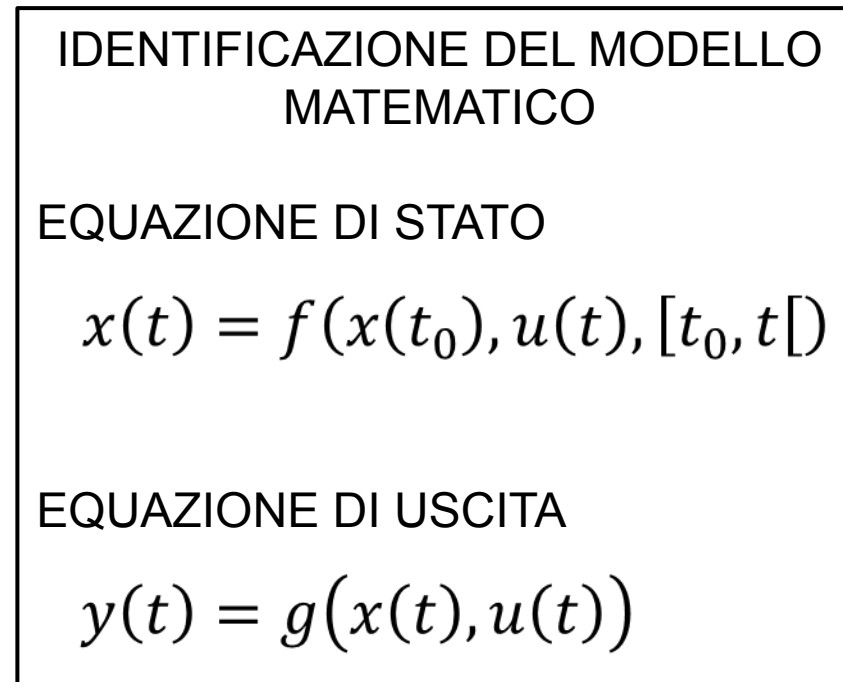 IDENTIFICAZIONE DEL MODELLO
MATEMATICO
EQUAZIONE DI STATO
x(t) = f(x(t₀), u(t), [t₀, t[)
EQUAZIONE DI USCITA
y(t) = g(x(t), u(t))